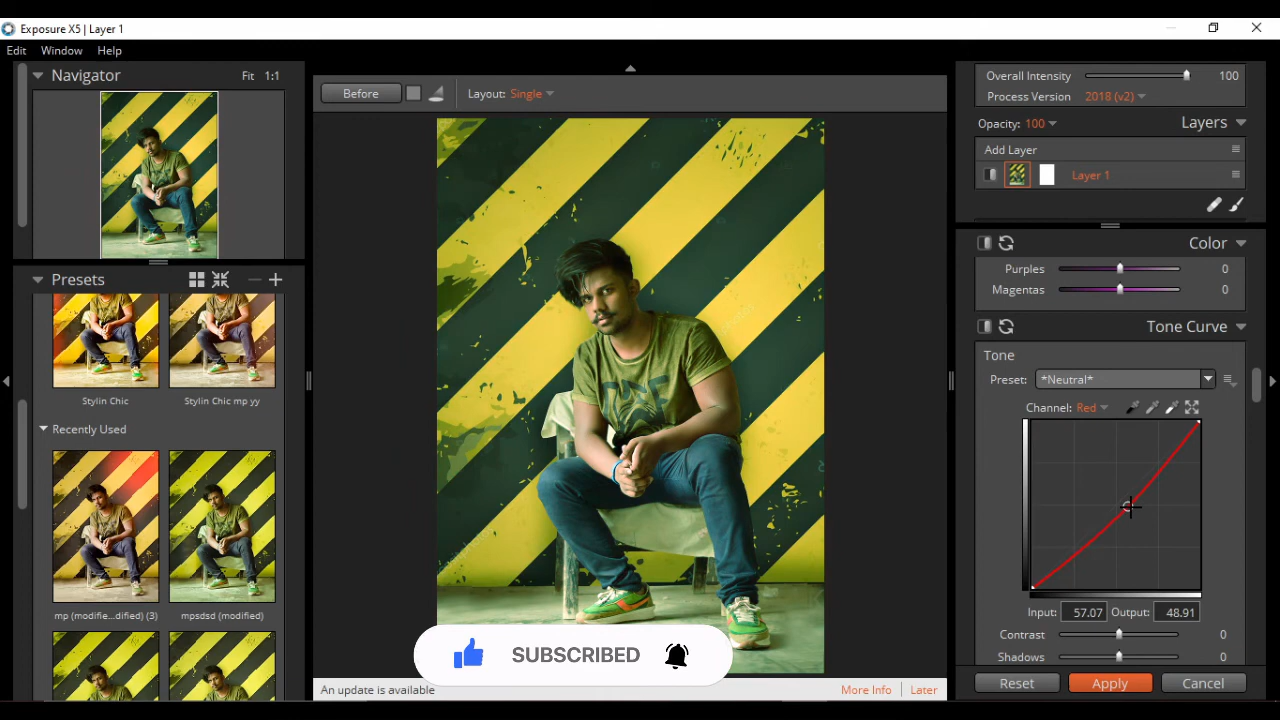 Exposure X5 | Layer 1
Edit Window Help
Navigator
Fit 1:1
Presets
Stylin Chic
Stylin Chic mp yy
Recently Used
mp (modifie...dified) (3)
mpsdsd (modified)
Before
Layout: Single
SUBSCRIBED
An update is available
More Info
Later
Overall Intensity 100
Process Version 2018 (v2)
Opacity: 100
Layers
Add Layer
Layer 1
Color
Purples 0
Magentas 0
Tone Curve
Tone
Preset: *Neutral*
Channel: Red
Input: 57.07 Output: 48.91
Contrast 0
Shadows 0
Reset Apply Cancel